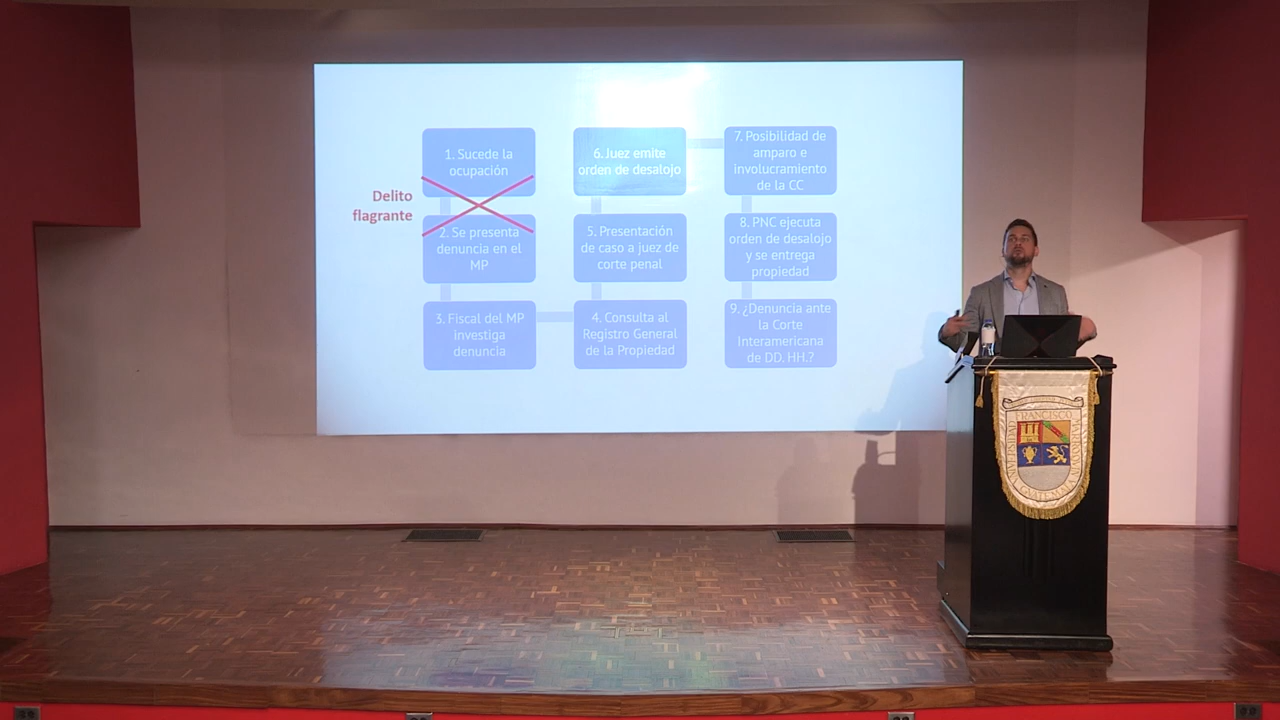 Delito
flagrante
1. Sucede la
ocupación
2. Se presenta
denuncia en el
MP
3. Fiscal del MP
investiga
denuncia
4. Consulta al
Registro General
de la Propiedad
5. Presentación
de caso a juez de
corte penal
6. Juez emite
orden de desalojo
7. Posibilidad de
amparo e
involucramiento
de la CC
8. PNC ejecuta
orden de desalojo
y se entrega
propiedad
9. ¿Denuncia ante
la Corte
Interamericana
de DD. HH.?
UNIVERSIDAD
FRANCISCO
MARROQUÍN
GUATEMALA